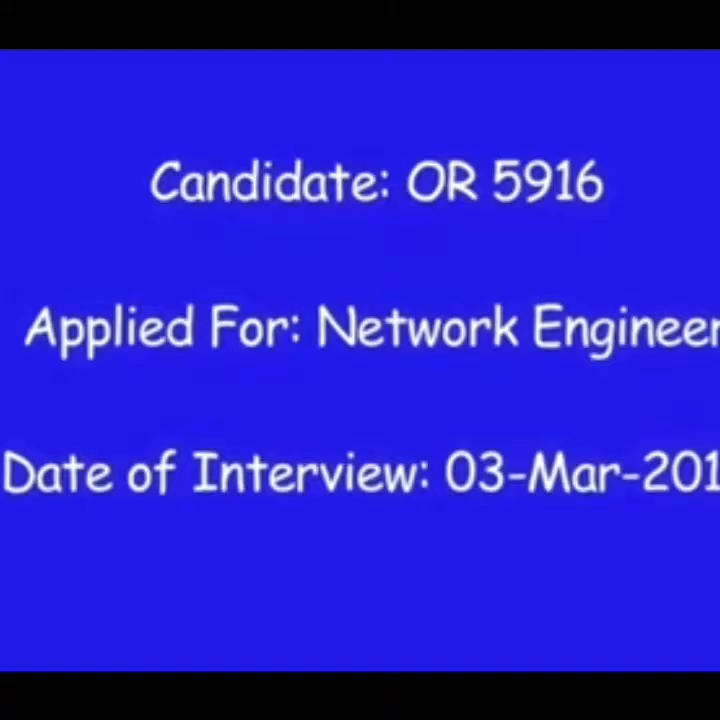 Candidate: OR 5916
Applied For: Network Engineer
Date of Interview: 03-Mar-201